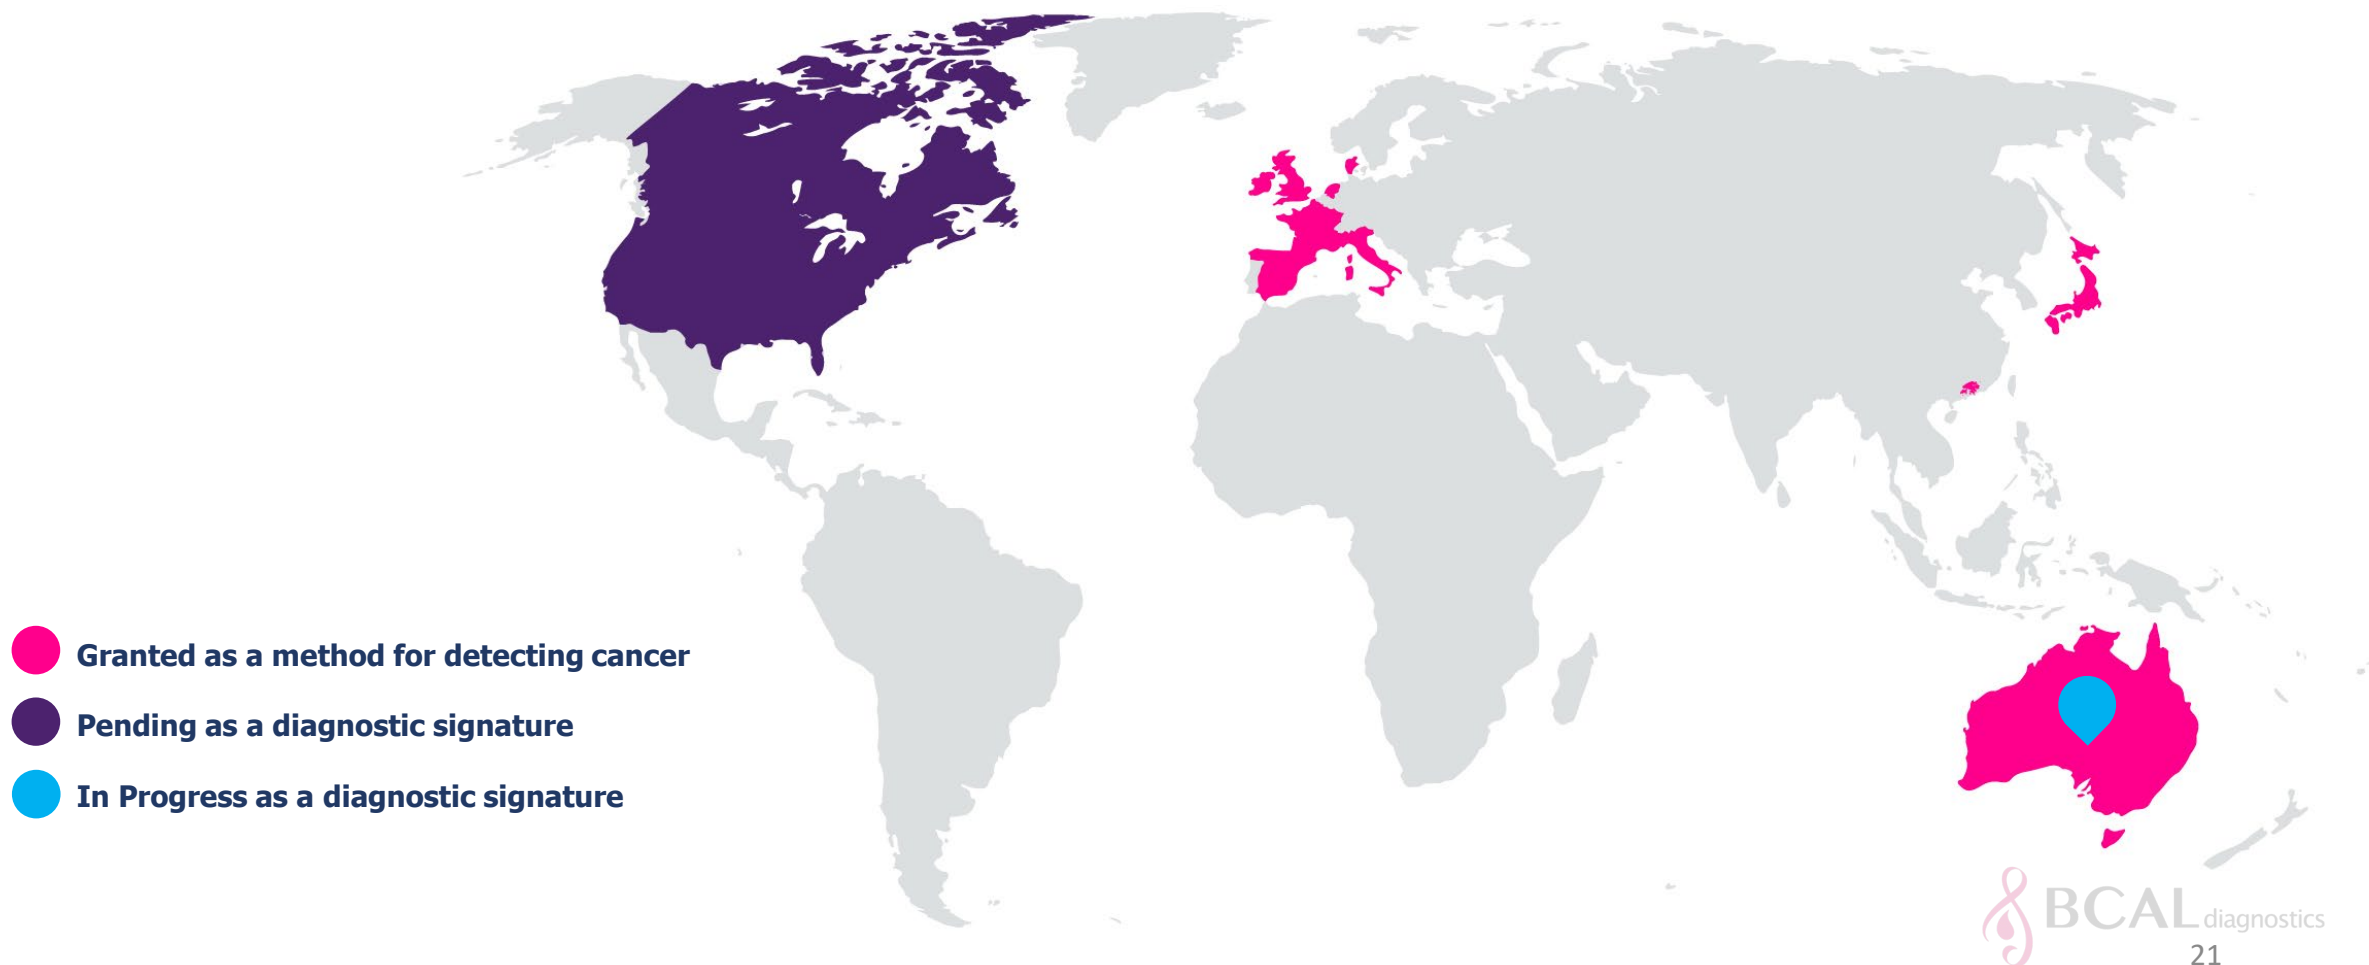 Granted as a method for detecting cancer
Pending as a diagnostic signature
In Progress as a diagnostic signature
BCAL diagnostics
21